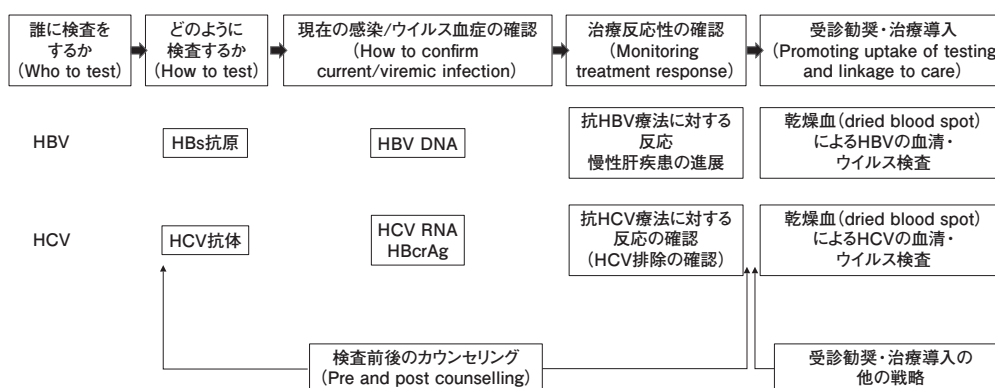 誰に検査を
するか
(Who to test)
どのように
検査するか
(How to test)
現在の感染/ウイルス血症の確認
(How to confirm
current/viremic infection)
治療反応性の確認
(Monitoring
treatment response)
受診勧奨・治療導入
(Promoting uptake of testing
and linkage to care)
HBV
HBs抗原
HBV DNA
抗HBV療法に対する
反応
慢性肝疾患の進展
乾燥血(dried blood spot)
によるHBVの血清・
ウイルス検査
HCV
HCV抗体
HCV RNA
HBcrAg
抗HCV療法に対する
反応の確認
(HCV排除の確認)
乾燥血(dried blood spot)
によるHCVの血清・
ウイルス検査
検査前後のカウンセリング
(Pre and post counselling)
受診勧奨・治療導入の
他の戦略